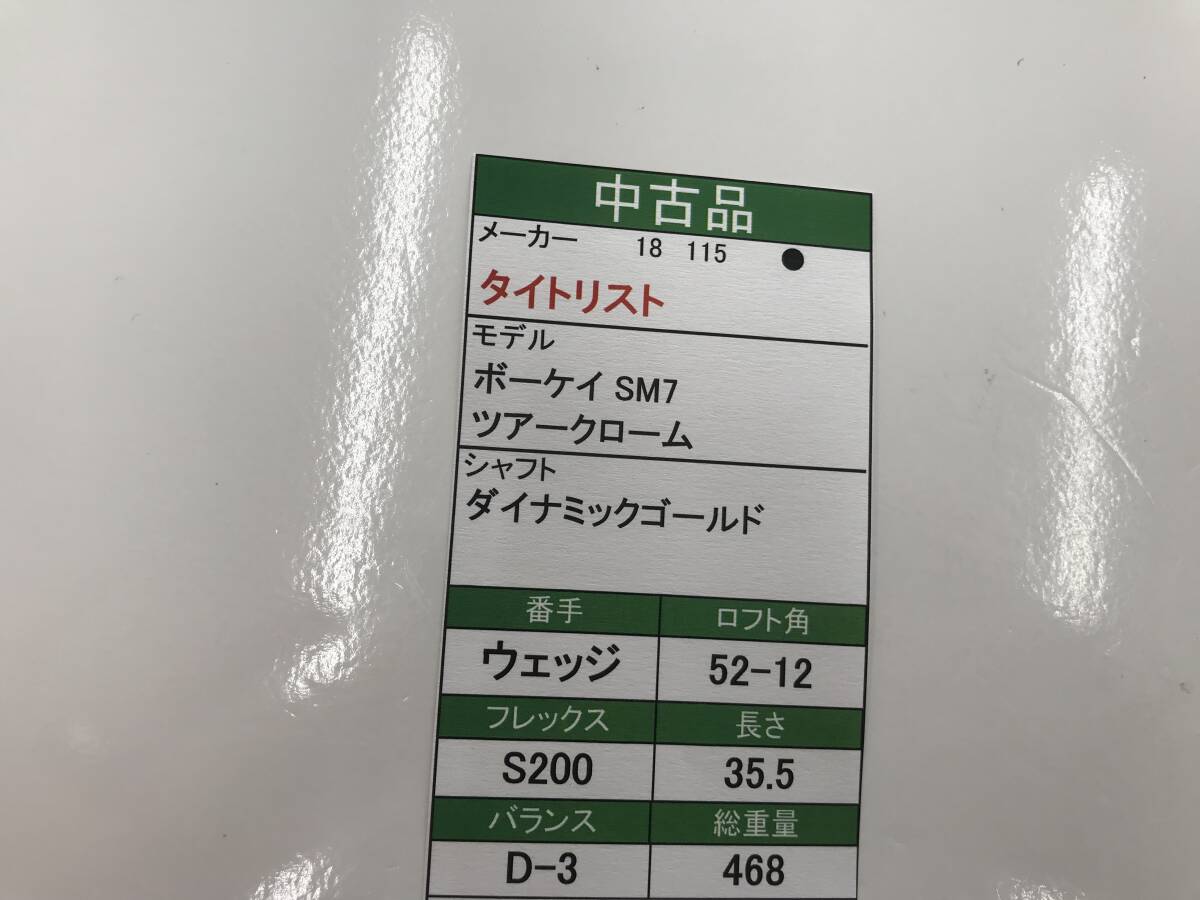 中古品
メーカー 18 115 ●
タイトリスト
モデル
ボーケイ SM7
ツアークローム
シャフト
ダイナミックゴールド
番手 ロフト角
ウェッジ 52-12
フレックス 長さ
S200 35.5
バランス 総重量
D-3 468